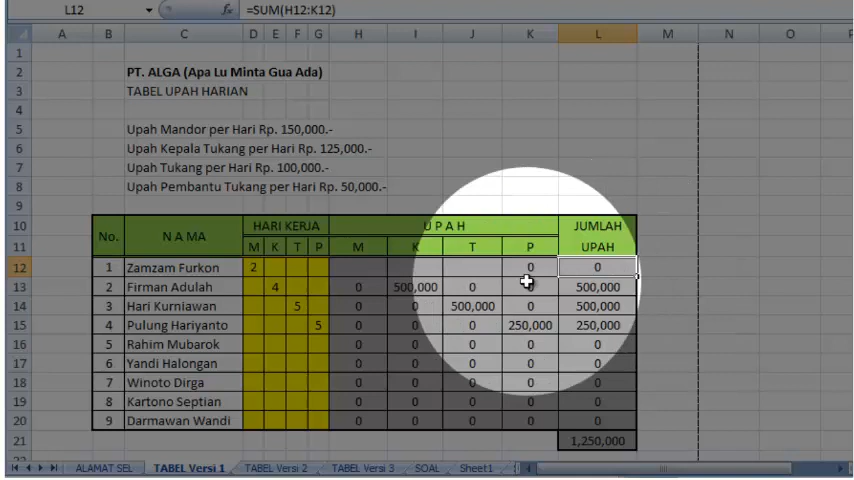 L12 fx =SUM(H12:K12)
A B C D E F G H I J K L M N O P
1
2 PT. ALGA (Apa Lu Minta Gua Ada)
3 TABEL UPAH HARIAN
4
5 Upah Mandor per Hari Rp. 150,000.-
6 Upah Kepala Tukang per Hari Rp. 125,000.-
7 Upah Tukang per Hari Rp. 100,000.-
8 Upah Pembantu Tukang per Hari Rp. 50,000.-
9
10 No. N A M A HARI KERJA U P A H JUMLAH
11 M K T P M K T P UPAH
12 1 Zamzam Furkon 2 0 0
13 2 Firman Adulah 4 0 500,000 0 0 500,000
14 3 Hari Kurniawan 5 0 0 500,000 0 500,000
15 4 Pulung Hariyanto 5 0 0 0 250,000 250,000
16 5 Rahim Mubarok 0 0 0 0 0
17 6 Yandi Halongan 0 0 0 0 0
18 7 Winoto Dirga 0 0 0 0 0
19 8 Kartono Septian 0 0 0 0 0
20 9 Darmawan Wandi 0 0 0 0 0
21 1,250,000
ALAMAT SEL TABEL Versi 1 TABEL Versi 2 TABEL Versi 3 SOAL Sheet1